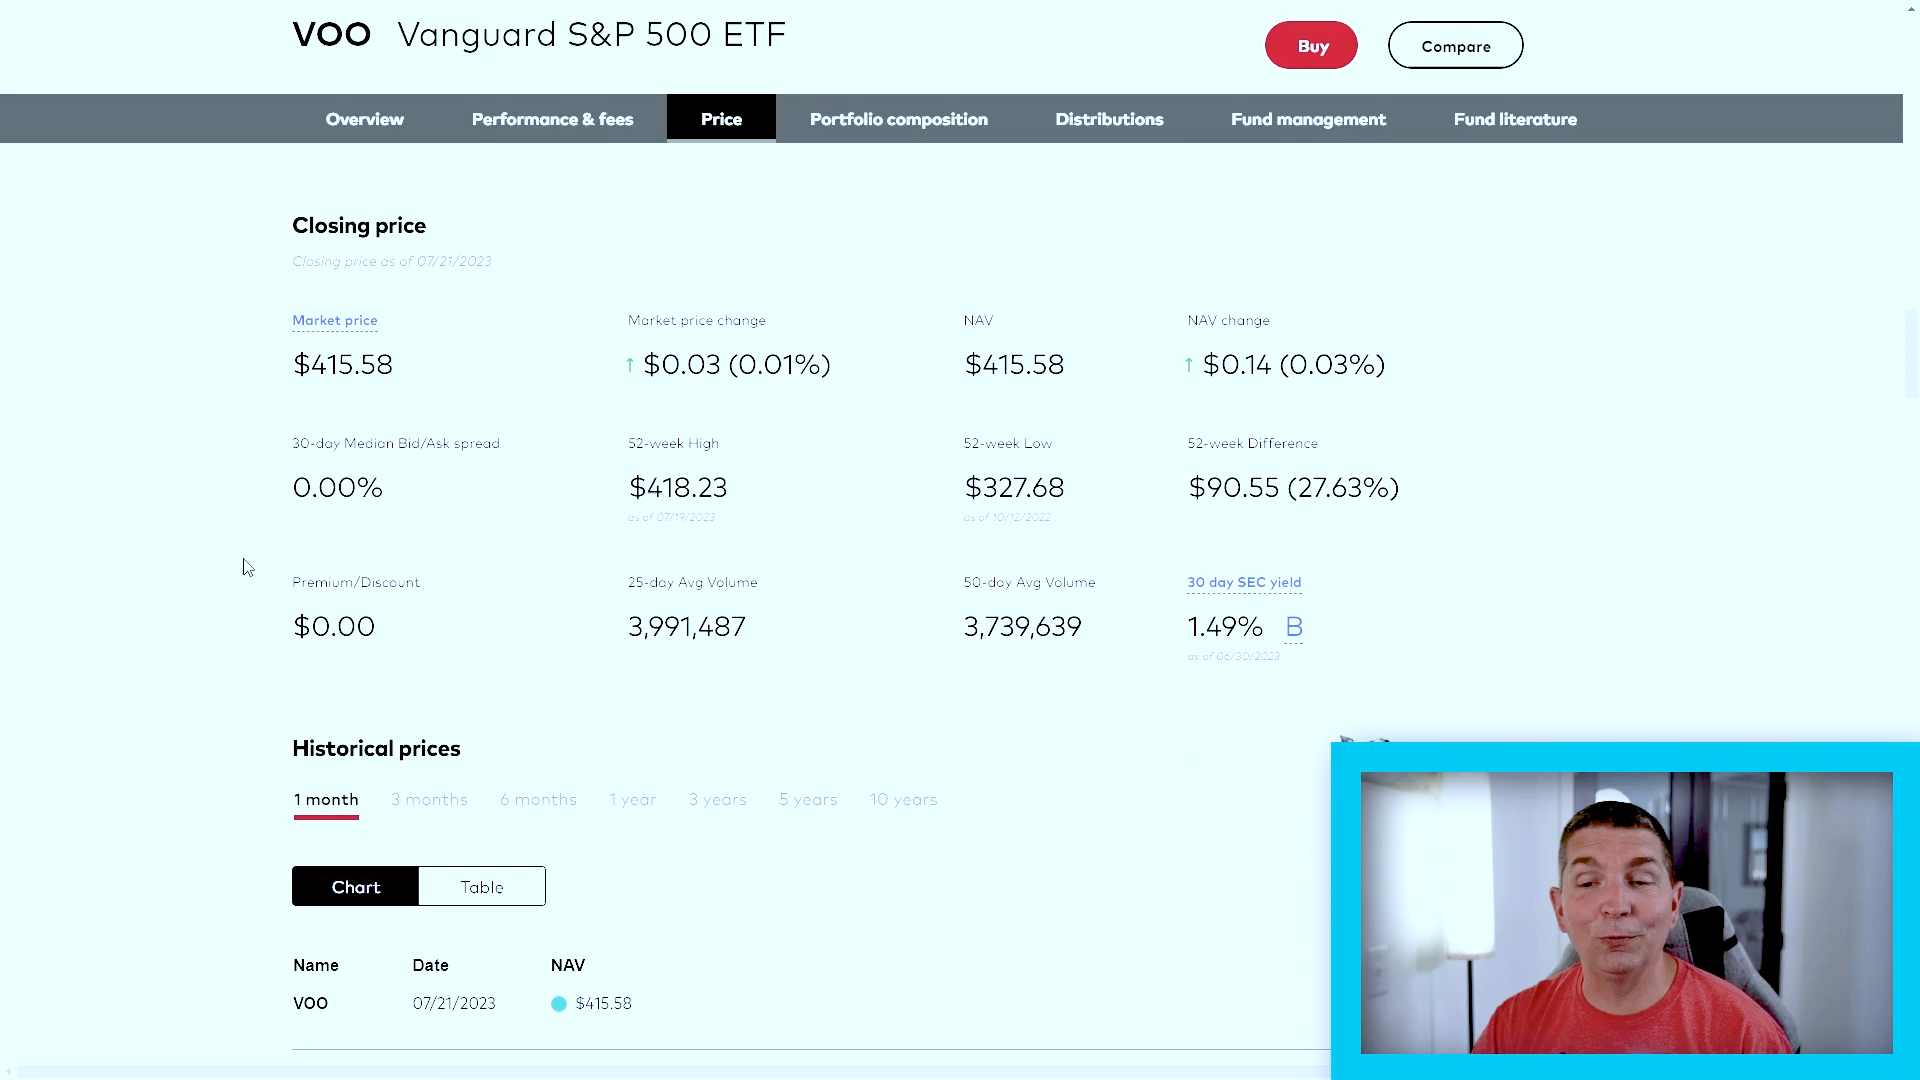 VOO Vanguard S&P 500 ETF
Buy
Compare
Overview Performance & fees Price Portfolio composition Distributions Fund management Fund literature
Closing price
Closing price as of 07/21/2023
Market price Market price change NAV NAV change
$415.58 ↑ $0.03 (0.01%) $415.58 ↑ $0.14 (0.03%)
30-day Median Bid/Ask spread 52-week High 52-week Low 52-week Difference
0.00% $418.23 $327.68 $90.55 (27.63%)
as of 07/19/2023 as of 10/12/2022
Premium/Discount 25-day Avg Volume 50-day Avg Volume 30 day SEC yield
$0.00 3,991,487 3,739,639 1.49% B
as of 06/30/2023
Historical prices
1 month 3 months 6 months 1 year 3 years 5 years 10 years
Chart Table
Name Date NAV
VOO 07/21/2023 $415.58